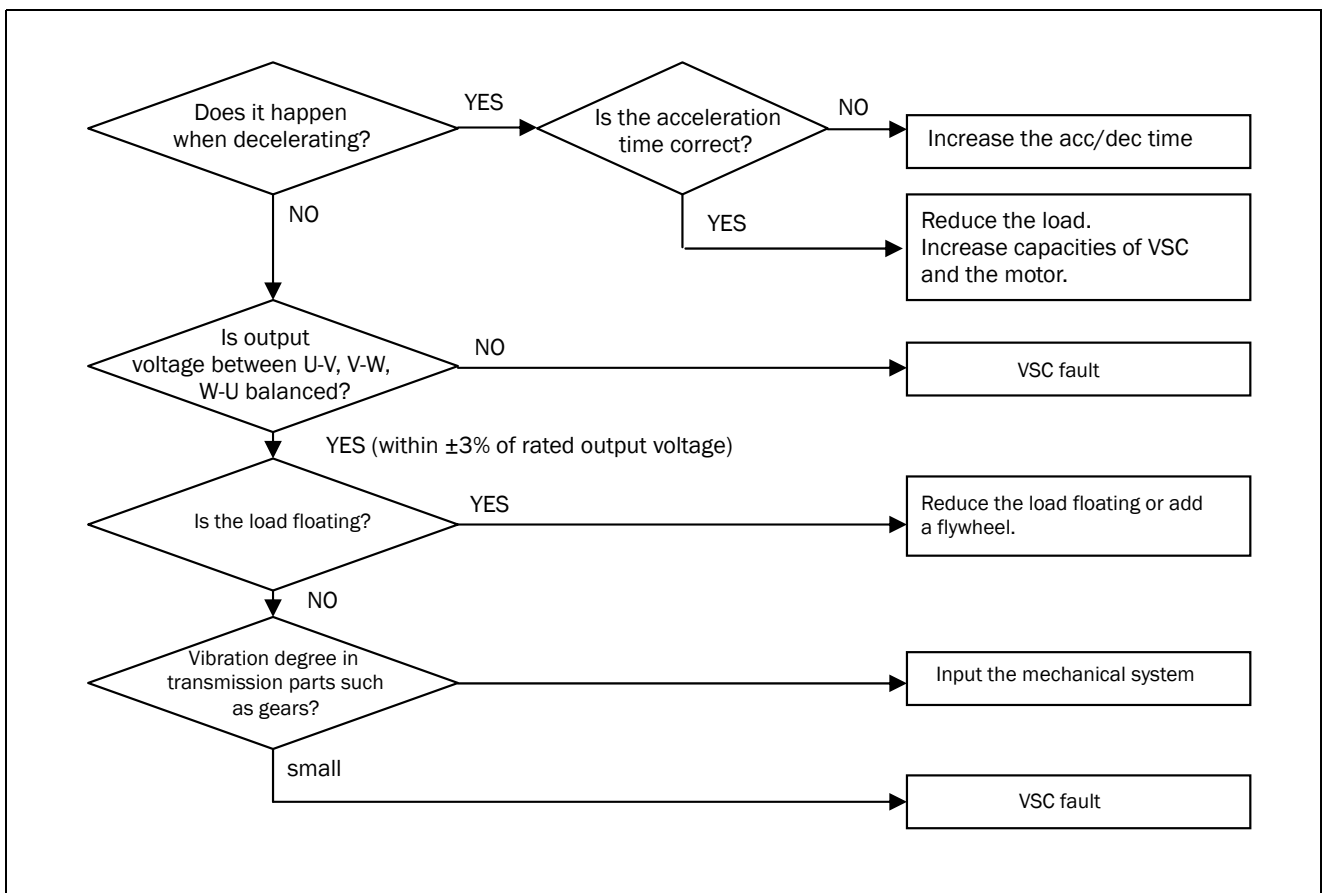 Does it happen
when decelerating?
YES
Is the acceleration
time correct?
NO
Increase the acc/dec time
YES
Reduce the load.
Increase capacities of VSC
and the motor.
NO
Is output
voltage between U-V, V-W,
W-U balanced?
NO
VSC fault
YES (within ±3% of rated output voltage)
Is the load floating?
YES
Reduce the load floating or add
a flywheel.
NO
Vibration degree in
transmission parts such
as gears?
Input the mechanical system
small
VSC fault